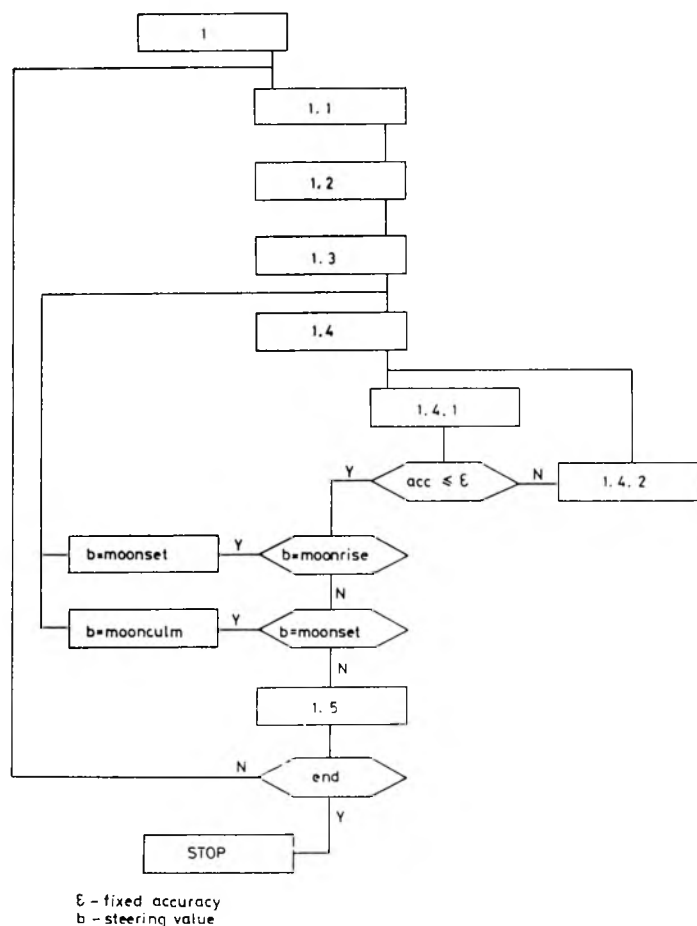 1
1.1
1.2
1.3
1.4
1.4.1
Y
acc ≤ ε
N
1.4.2
b=moonset
Y
b=moonrise
N
b=moonculm
Y
b=moonset
N
1.5
N
end
Y
STOP
ε - fixed accuracy
b - steering value